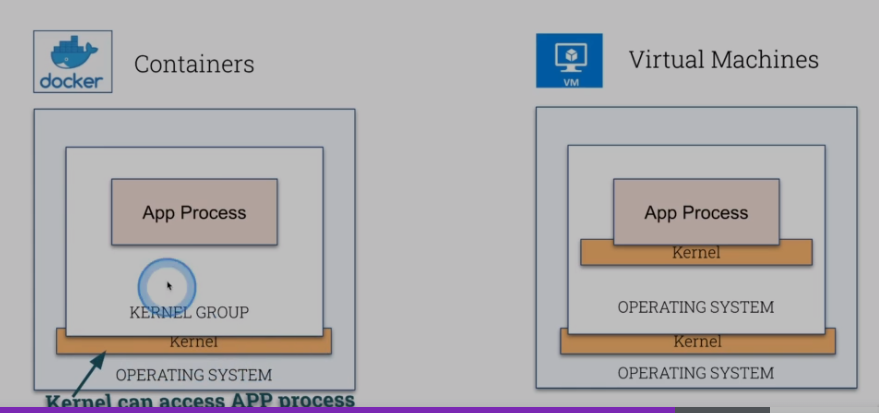 docker
Containers
App Process
KERNEL GROUP
Kernel
OPERATING SYSTEM
Kernel can access APP process
VM
Virtual Machines
App Process
Kernel
OPERATING SYSTEM
Kernel
OPERATING SYSTEM